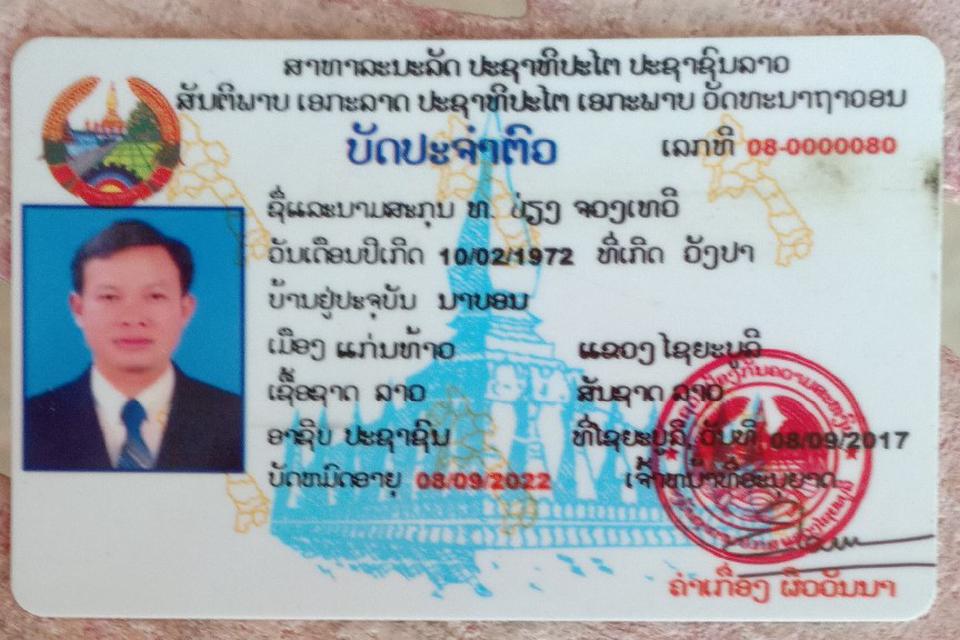 ສາທາລະນະລັດ ປະຊາທິປະໄຕ ປະຊາຊົນລາວ
ສັນຕິພາບ ເອກະລາດ ປະຊາທິປະໄຕ ເອກະພາບ ວັດທະນາຖາວອນ
ບັດປະຈຳຕົວ
ເລກທີ 08-0000080
ຊື່ແລະນາມສະກຸນ ທ. ປ່ຽງ ຈອງເທວີ
ວັນເດືອນປີເກີດ 10/02/1972 ທີ່ເກີດ ວັງປາ
ບ້ານຢູ່ປະຈຸບັນ ນາບອນ
ເມືອງ ແກ່ນທ້າວ ແຂວງ ໄຊຍະບູລີ
ເຊື້ອຊາດ ລາວ ສັນຊາດ ລາວ
ອາຊີບ ປະຊາຊົນ ທີ່ໄຊຍະບູລີ ວັນທີ 08/09/2017
ບັດຫມົດອາຍຸ 08/09/2022 ເຈົ້າຫນ້າທີ່ອະນຸຍາດ
ຄຳເກື່ອງ ຜິວວັນນາ